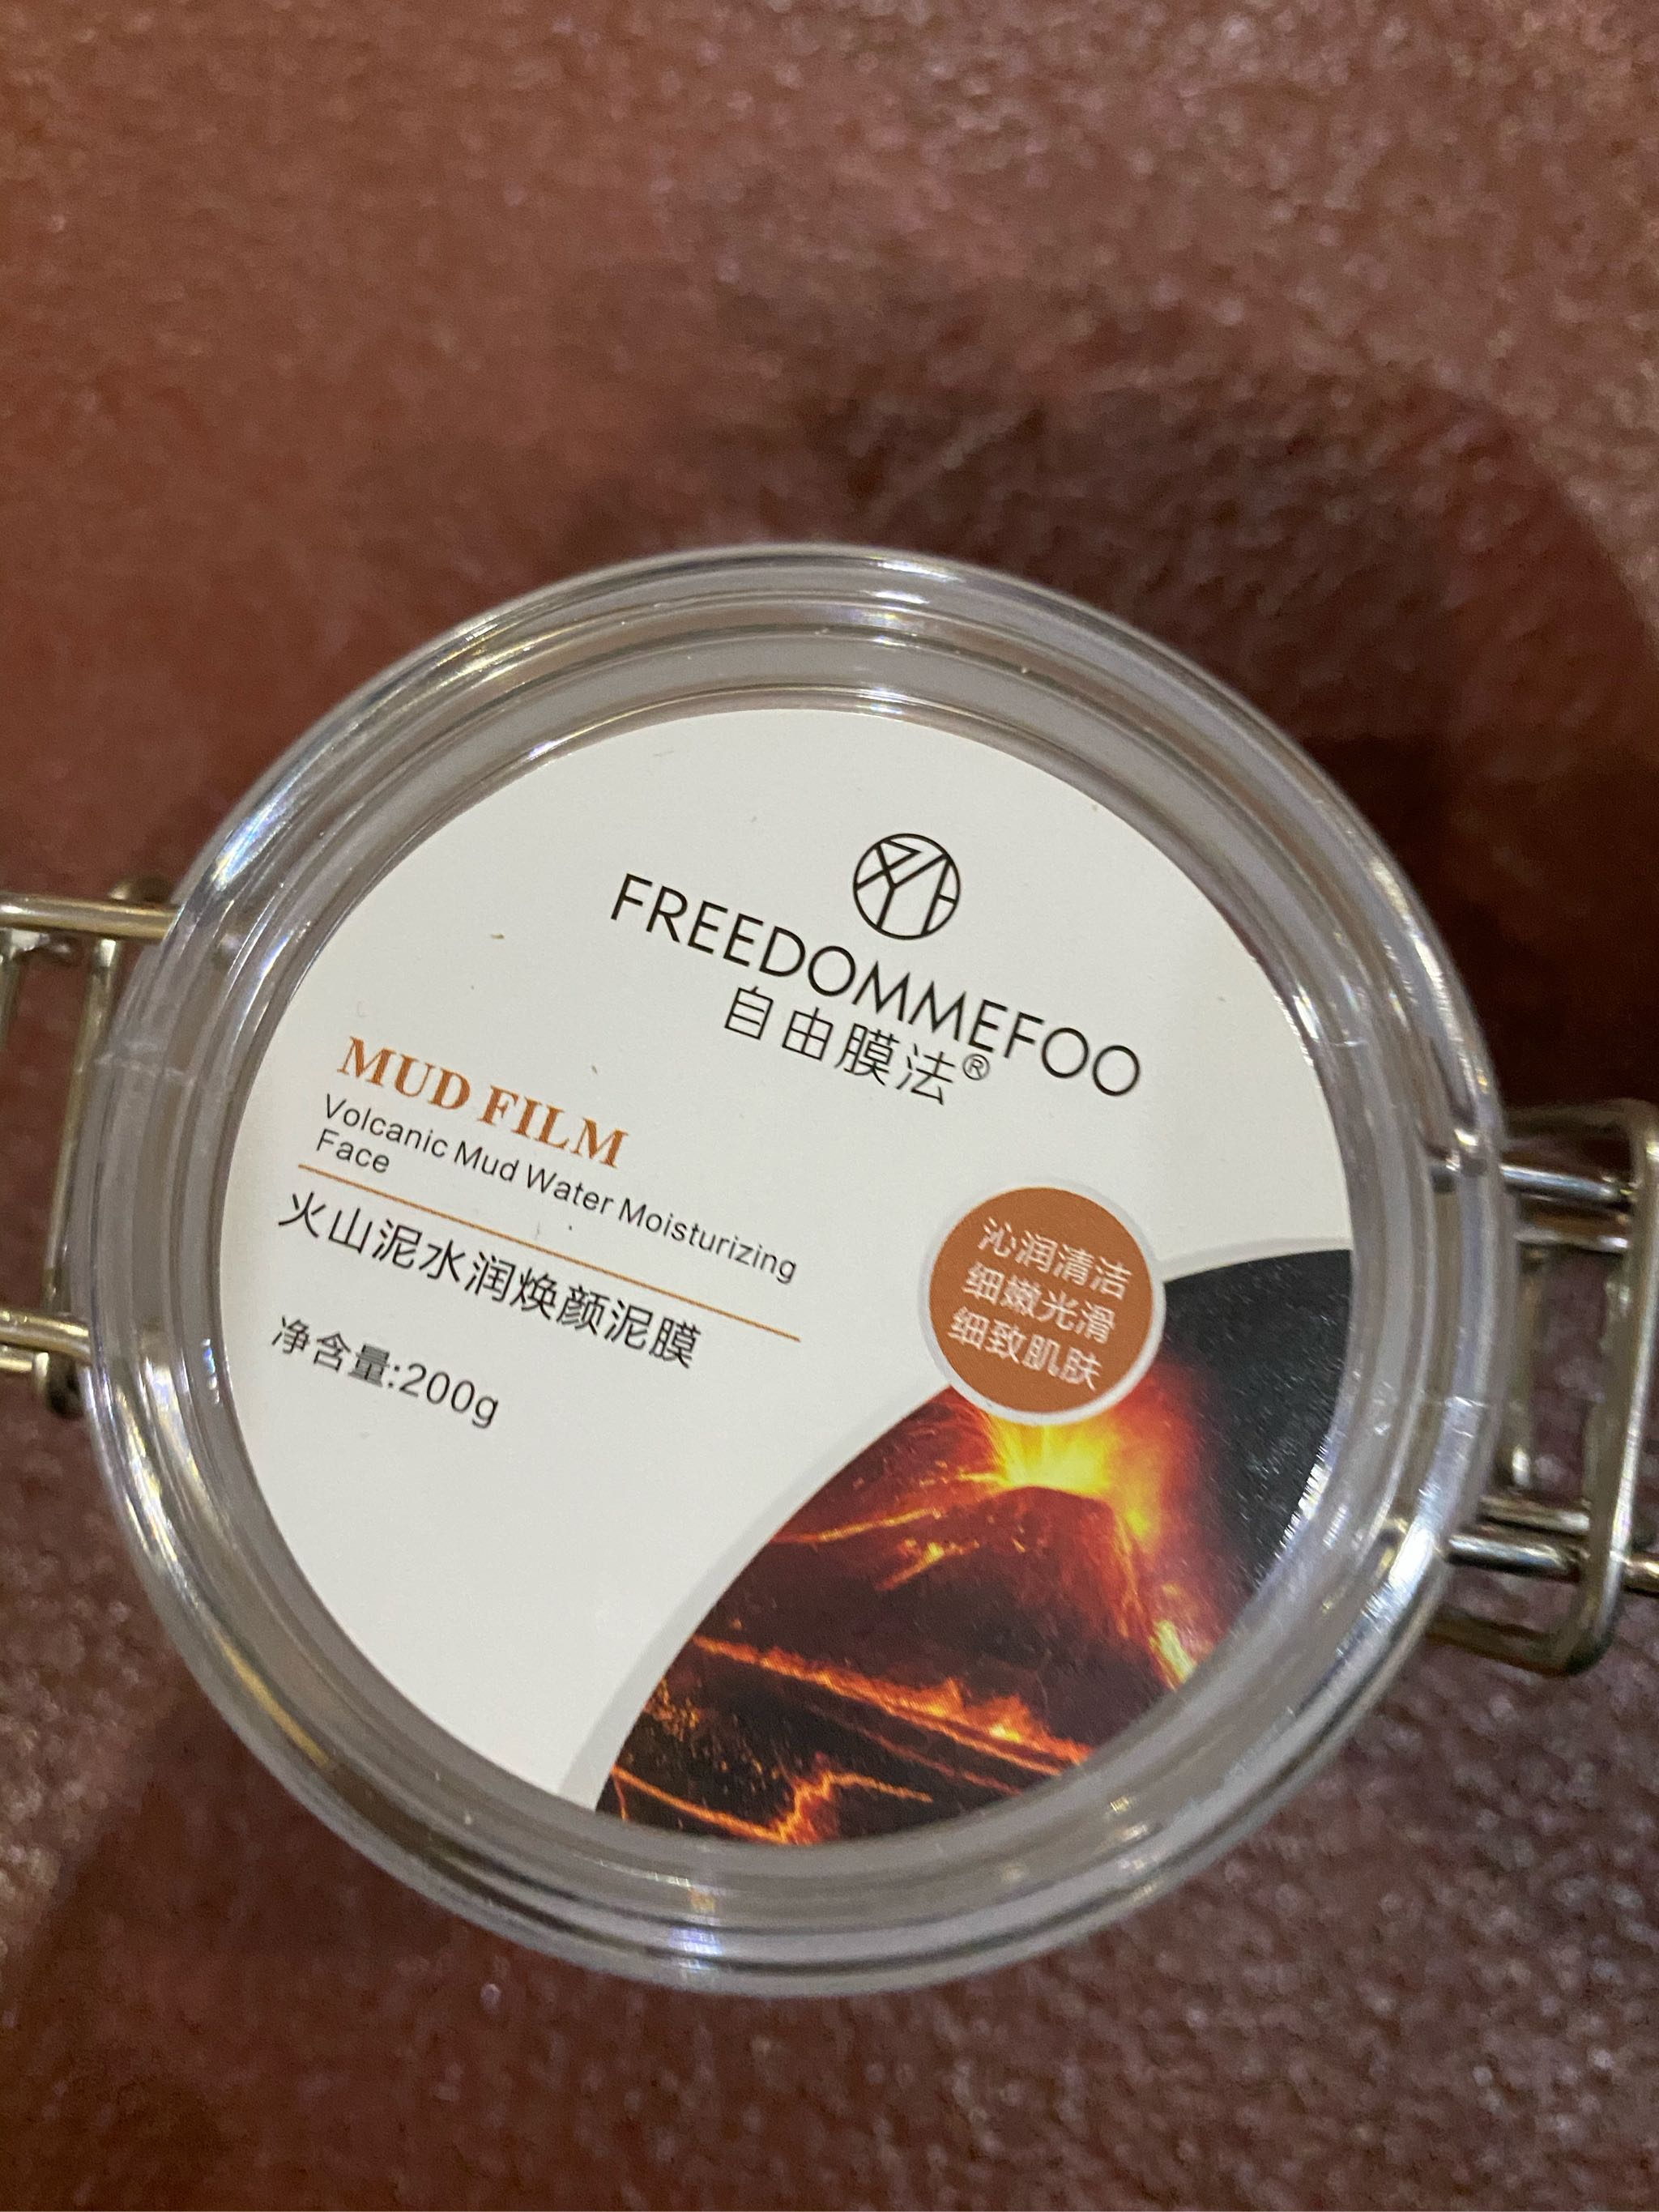 FREEDOMMEFOO
自由膜法®
MUD FILM
Volcanic Mud Water Moisturizing
Face
火山泥水润焕颜泥膜
净含量:200g
沁润清洁
细嫩光滑
细致肌肤